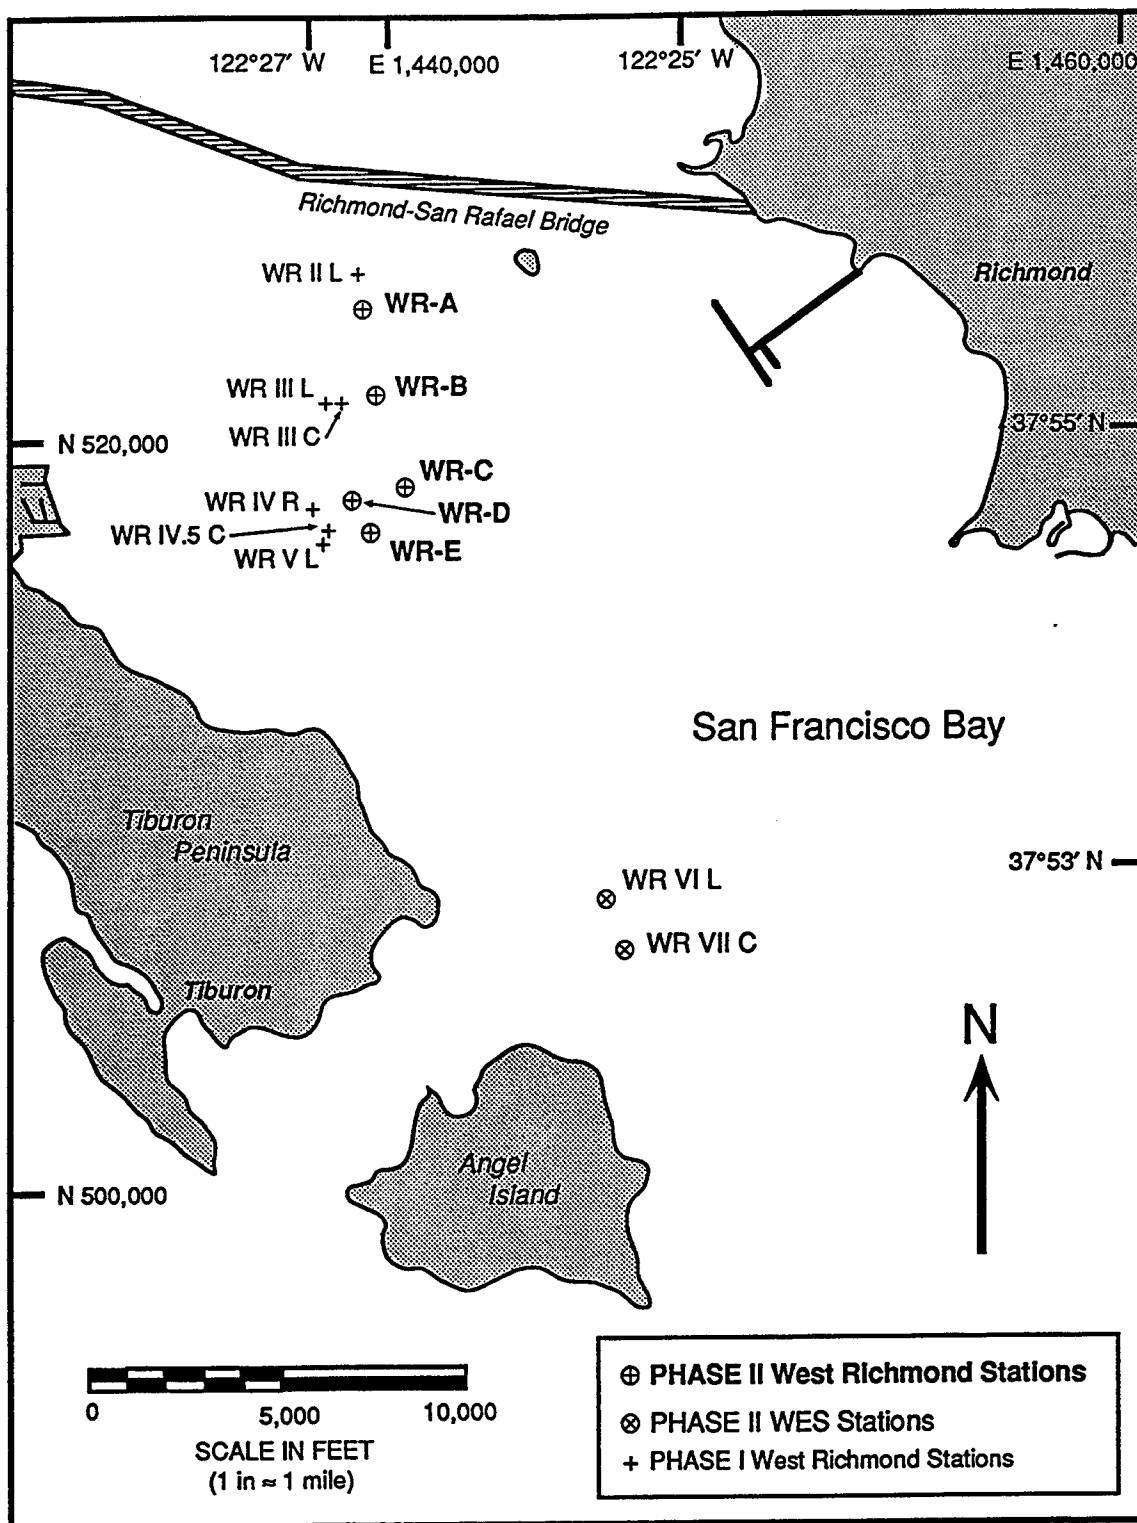 122°27′ W
E 1,440,000
122°25′ W
E 1,460,000
Richmond-San Rafael Bridge
WR II L
WR-A
Richmond
WR III L
WR-B
WR III C
37°55′ N
N 520,000
WR-C
WR IV R
WR-D
WR IV.5 C
WR V L
WR-E
San Francisco Bay
Tiburon
Peninsula
37°53′ N
WR VI L
WR VII C
Tiburon
N
Angel
Island
N 500,000
0 5,000 10,000
SCALE IN FEET
(1 in ≈ 1 mile)
⊕ PHASE II West Richmond Stations
⊗ PHASE II WES Stations
+ PHASE I West Richmond Stations